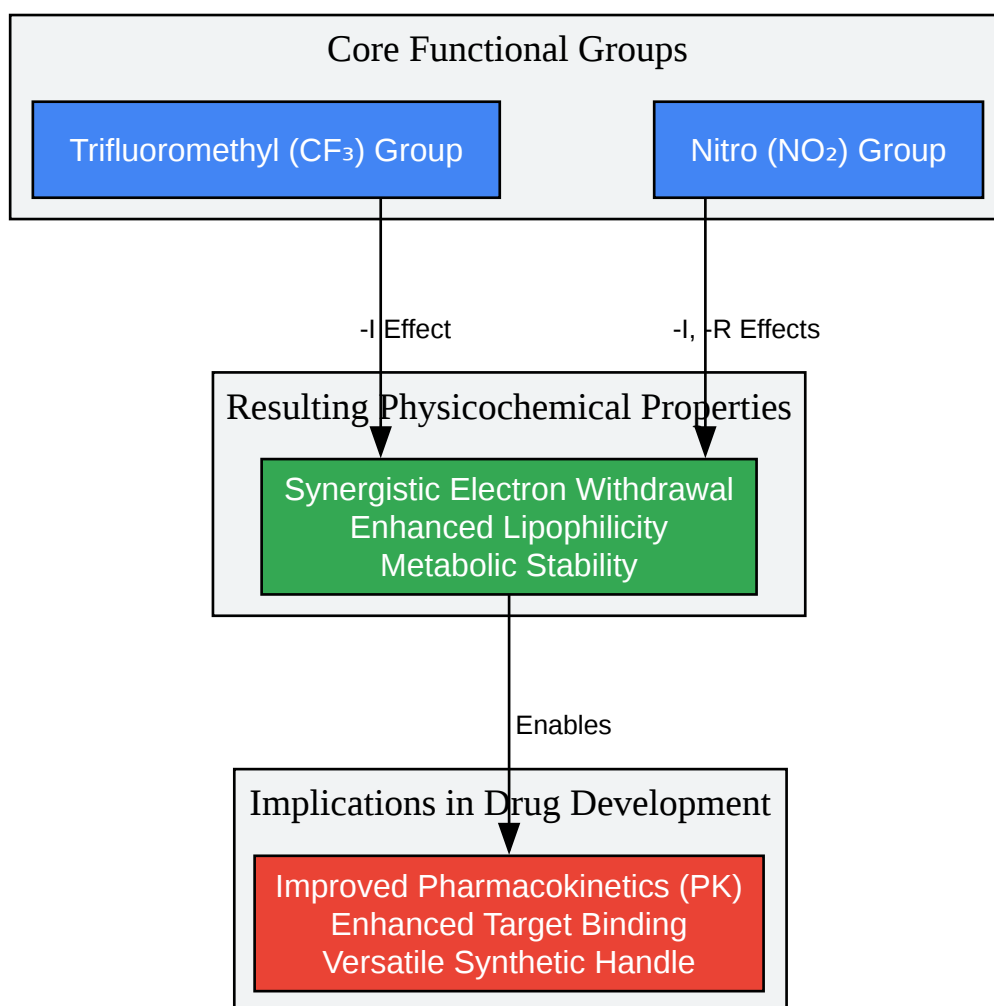 Core Functional Groups
Trifluoromethyl (CF₃) Group
Nitro (NO₂) Group
-I Effect
-I, -R Effects
Resulting Physicochemical Properties
Synergistic Electron Withdrawal
Enhanced Lipophilicity
Metabolic Stability
Enables
Implications in Drug Development
Improved Pharmacokinetics (PK)
Enhanced Target Binding
Versatile Synthetic Handle